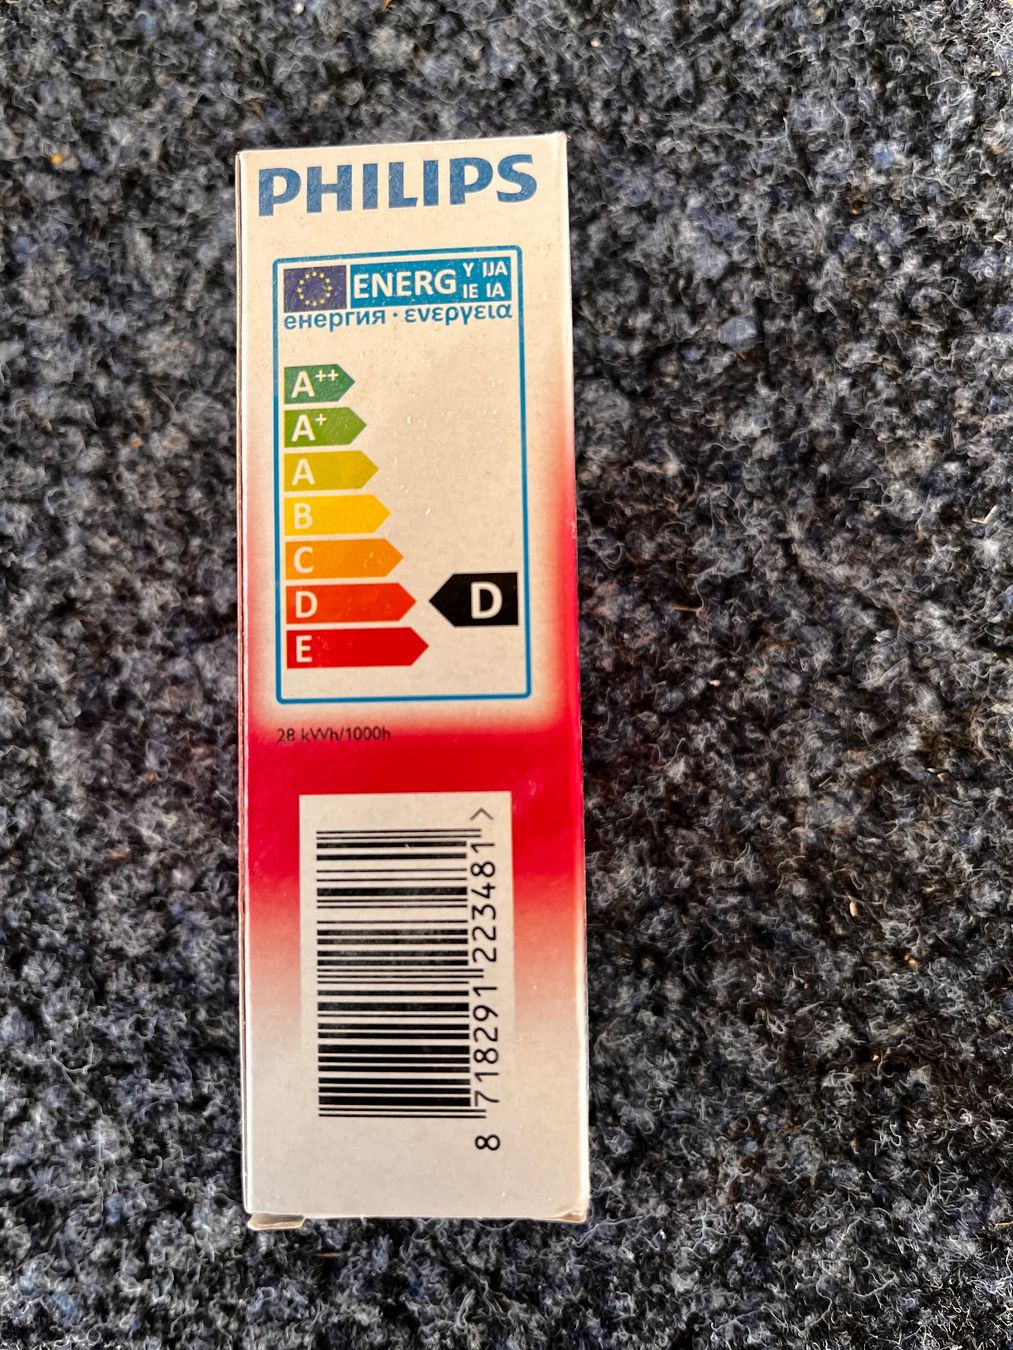 PHILIPS
ENERG Y IJA
IE IA
енергия · ενεργεια
A++
A+
A
B
C
D
D
E
28 kWh/1000h
8 718291 223481 >